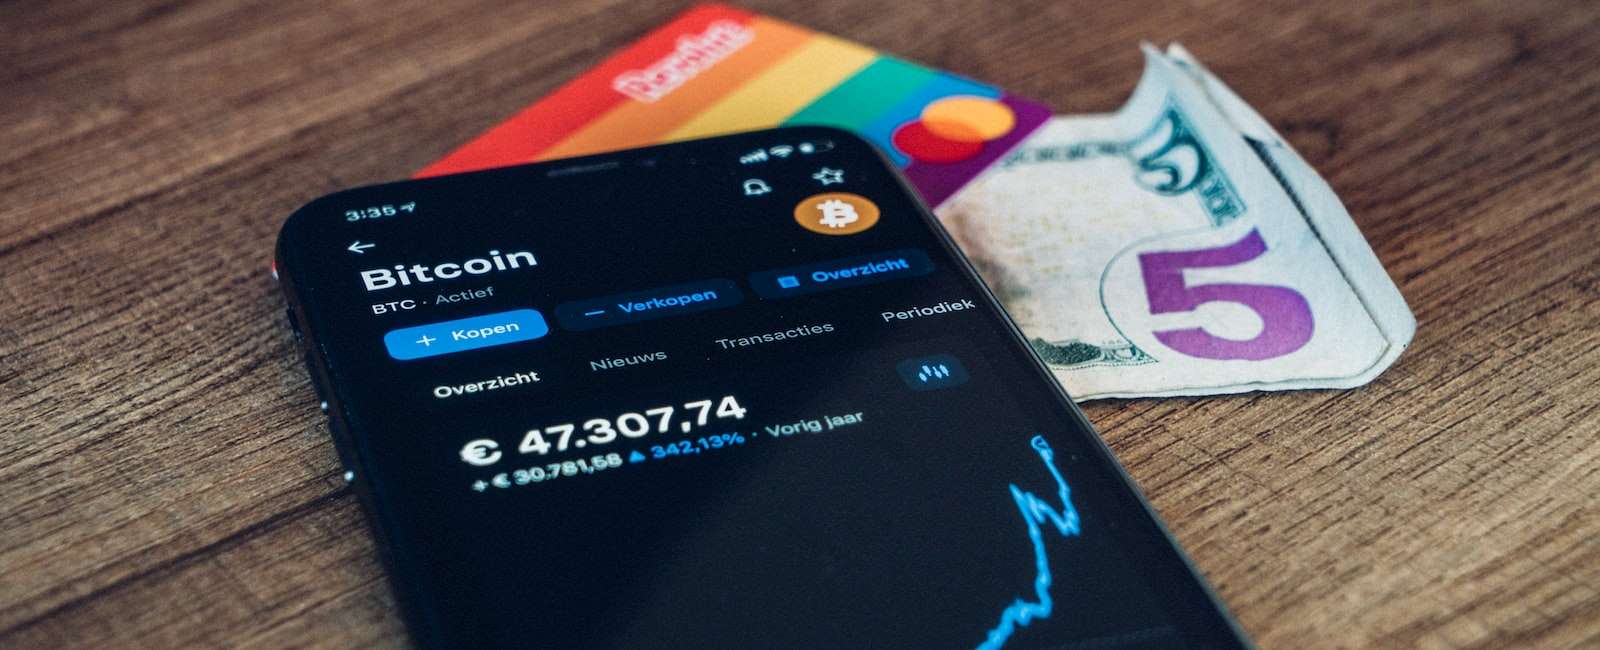 3:35
Bitcoin
BTC · Actief
+ Kopen
— Verkopen
Overzicht
Overzicht
Nieuws
Transacties
Periodiek
€ 47.307,74
+ € 30.781,58 ▲ 342,13% · Vorig jaar
5
5